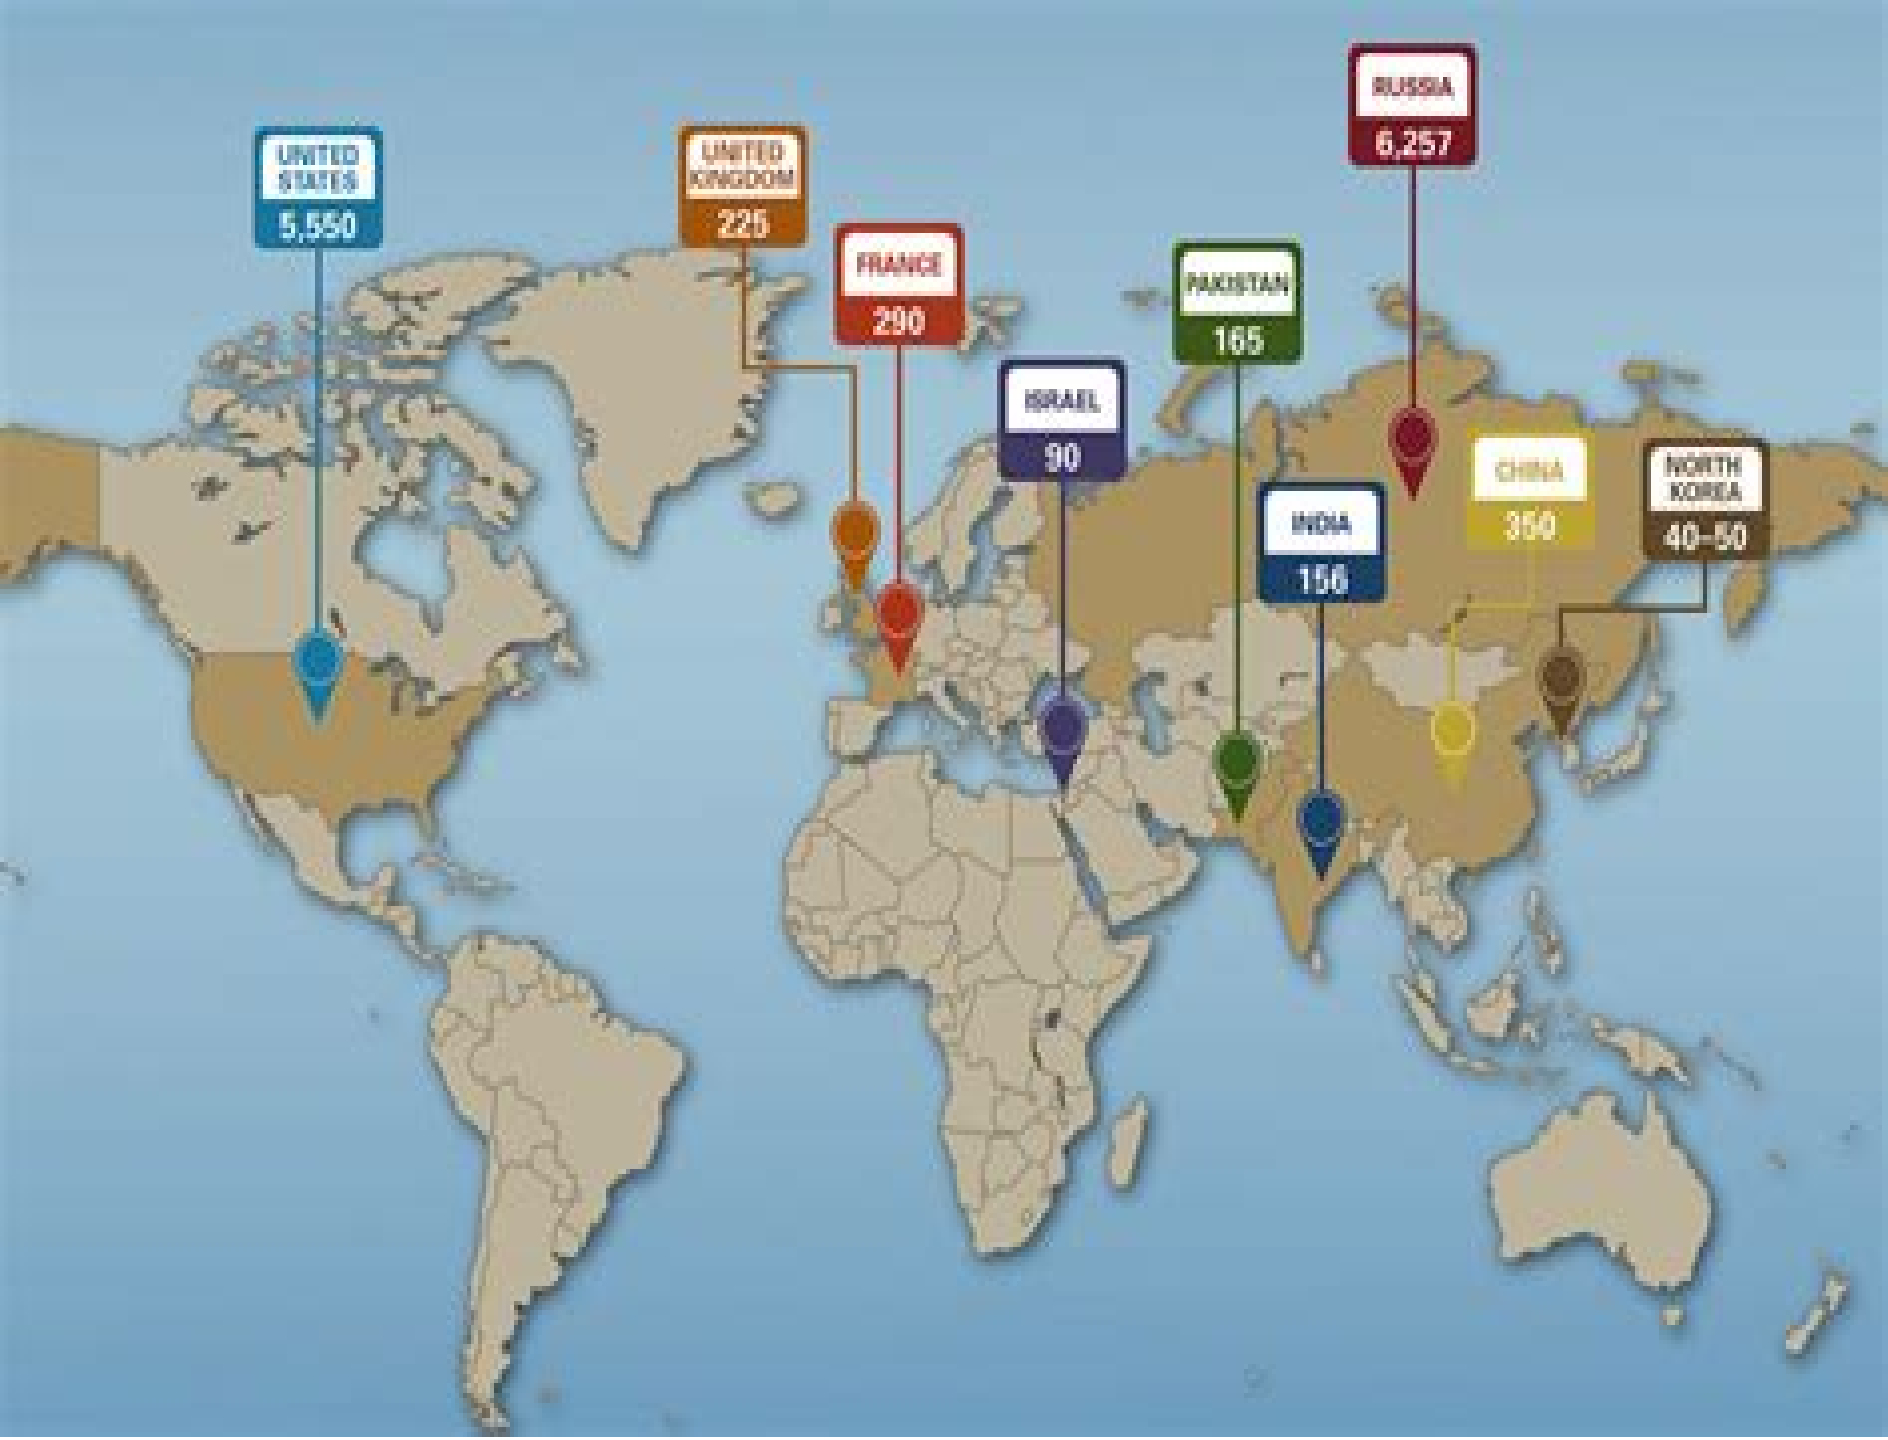 RUSSIA
6,257
UNITED
STATES
5,550
UNITED
KINGDOM
225
FRANCE
290
PAKISTAN
165
ISRAEL
90
INDIA
156
CHINA
350
NORTH
KOREA
40-50